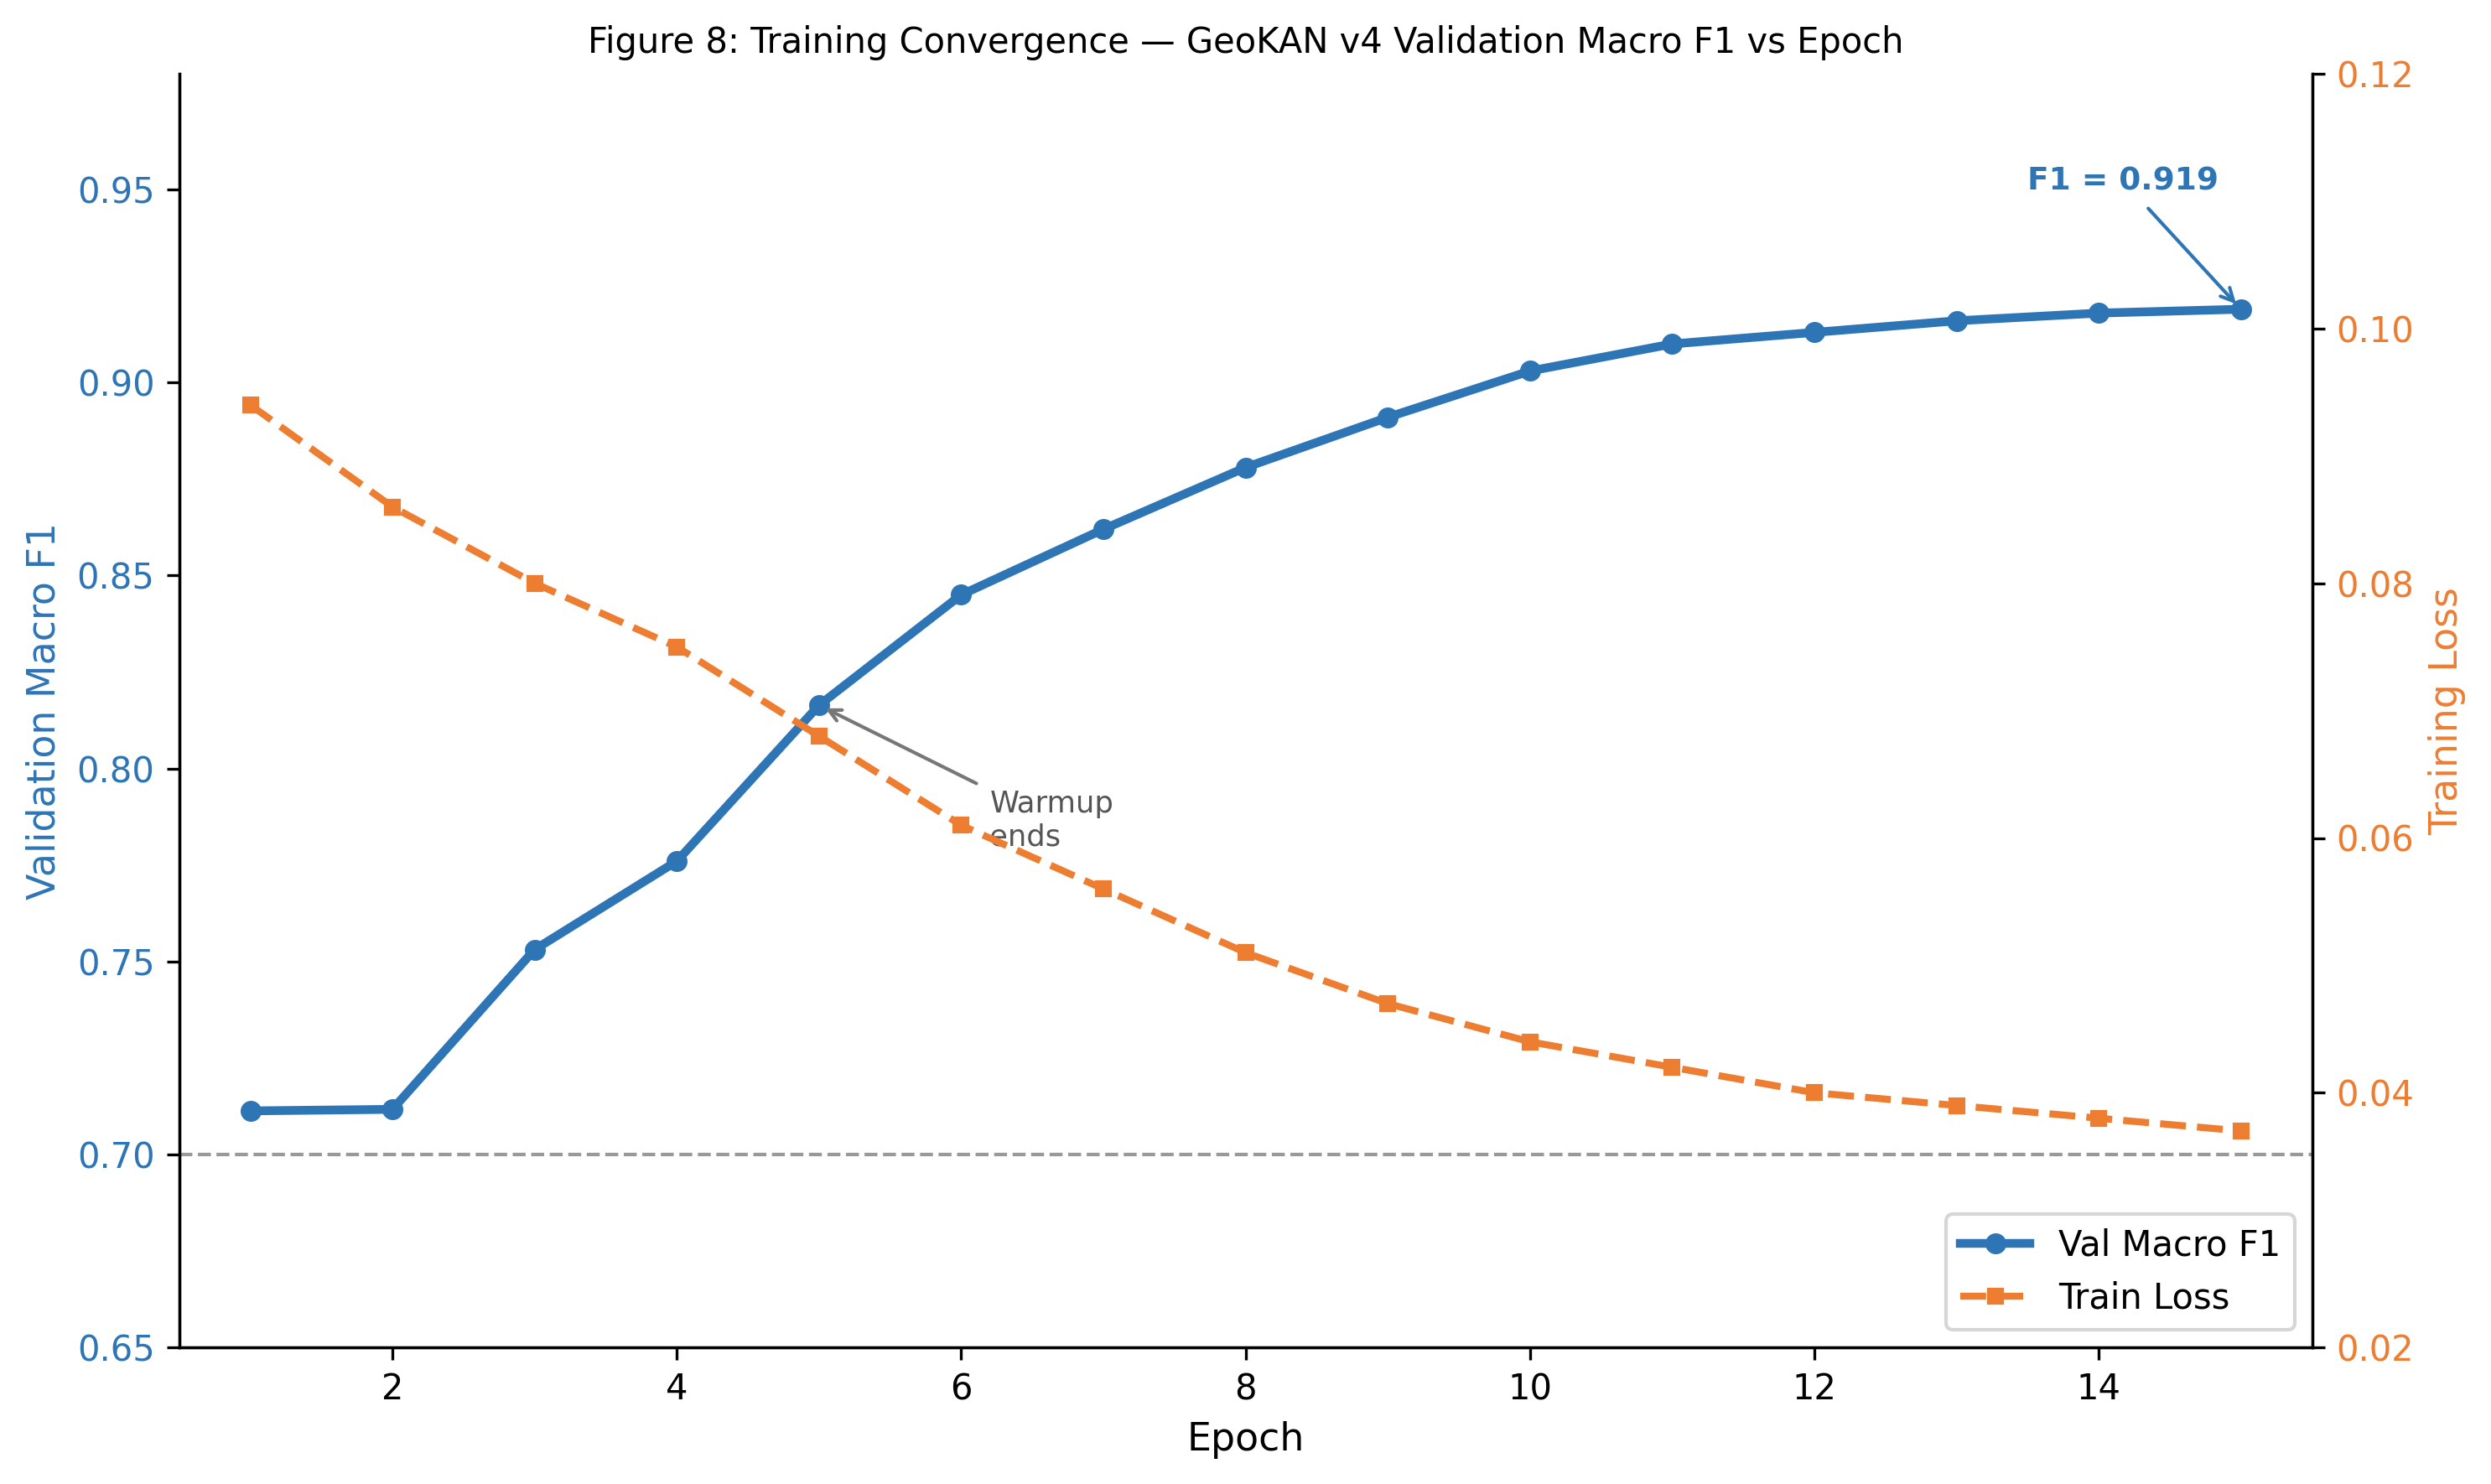 Figure 8: Training Convergence — GeoKAN v4 Validation Macro F1 vs Epoch
Validation Macro F1
0.95
0.90
0.85
0.80
0.75
0.70
0.65
F1 = 0.919
Warmup
ends
0.12
0.10
0.08
0.06
0.04
0.02
Training Loss
Val Macro F1
Train Loss
2 4 6 8 10 12 14
Epoch